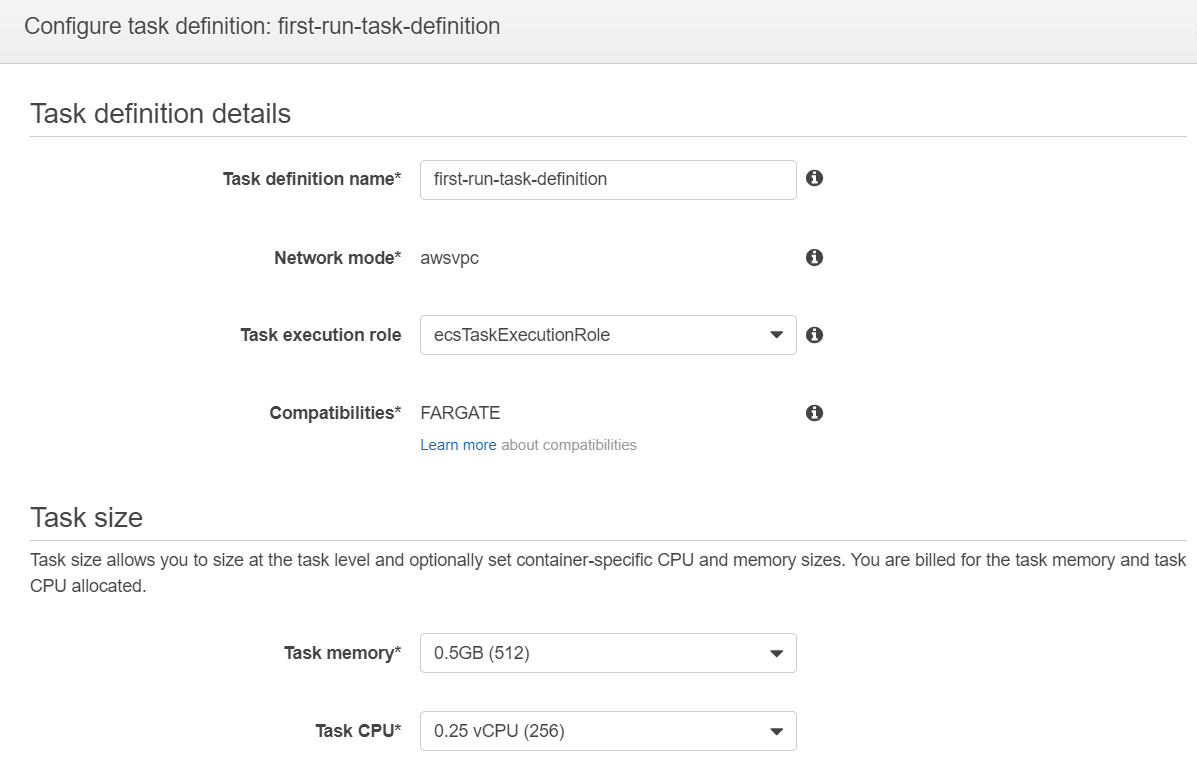 Configure task definition: first-run-task-definition
Task definition details
Task definition name* first-run-task-definition
Network mode* awsvpc
Task execution role ecsTaskExecutionRole
Compatibilities* FARGATE
Learn more about compatibilities
Task size
Task size allows you to size at the task level and optionally set container-specific CPU and memory sizes. You are billed for the task memory and task
CPU allocated.
Task memory* 0.5GB (512)
Task CPU* 0.25 vCPU (256)